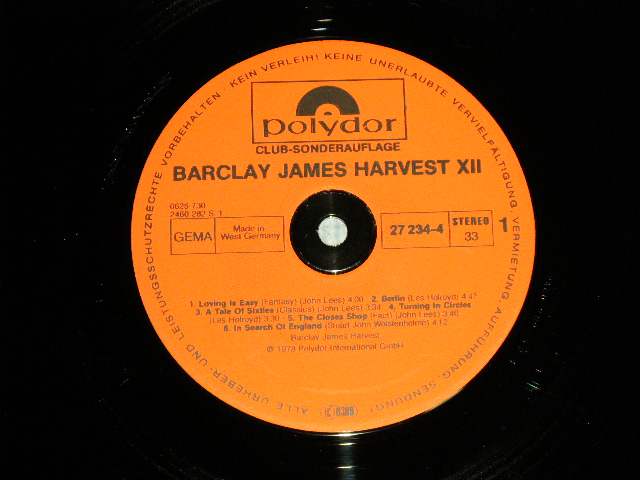 polydor
CLUB-SONDERAUFLAGE
BARCLAY JAMES HARVEST XII
0625 730
2460 282 S 1
GEMA
Made in
West Germany
27 234-4
STEREO
33
1
1. Loving is Easy (Fantasy) (John Lees) 4:00 2. Berlin (Les Holroyd) 4:47
3. A Tale Of Sixties (Classics) (John Lees) 3:34 4. Turning In Circles
(Les Holroyd) 3:30 5. The Closes Shop (Fact) (John Lees) 3:46
6. In Search Of England (Stuart John Wolstenholme) 4:12
Barclay James Harvest
℗ 1978 Polydor International GmbH
ALLE URHEBER- UND LEISTUNGSSCHUTZRECHTE VORBEHALTEN · KEIN VERLEIH! KEINE UNERLAUBTE VERVIELFÄLTIGUNG, VERMIETUNG, AUFFÜHRUNG, SENDUNG!